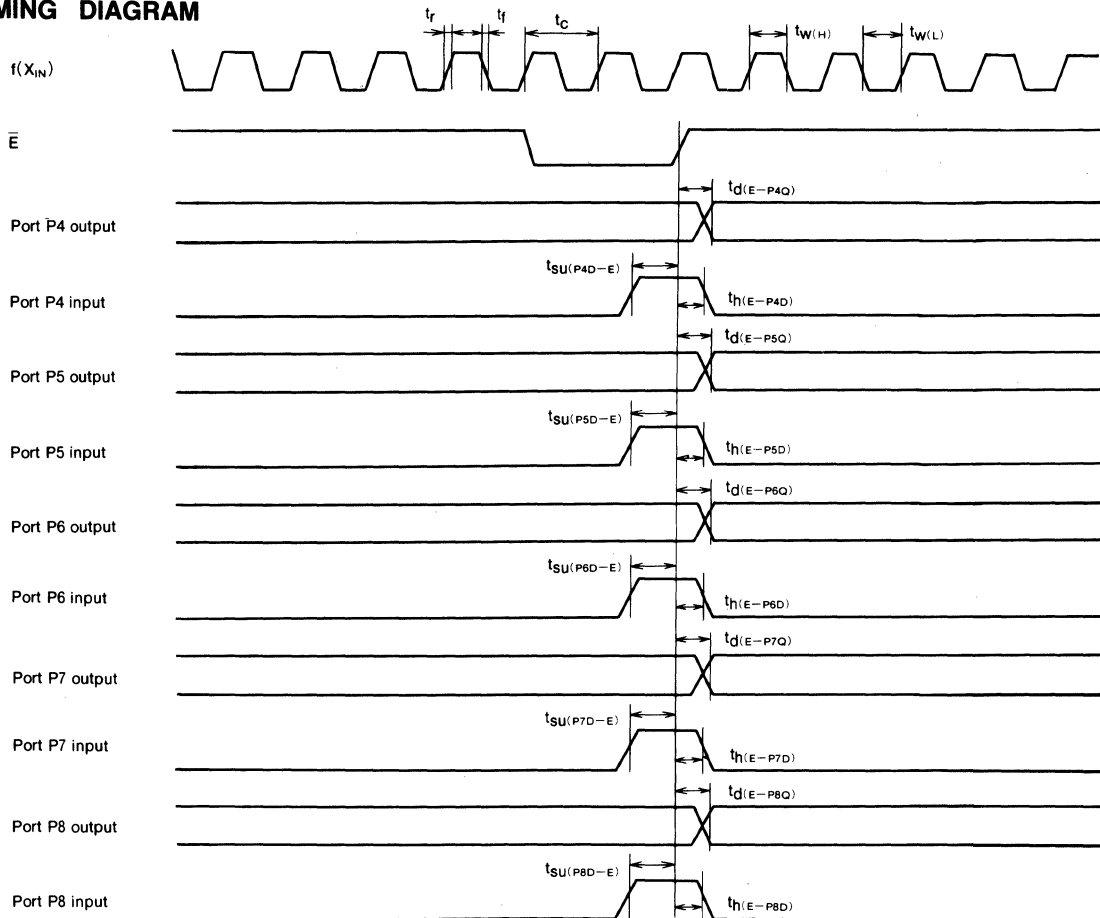 MING DIAGRAM
tr tf tc tW(H) tW(L)
f(XIN)
E̅
td(E−P4Q)
Port P4 output
tsu(P4D−E)
Port P4 input th(E−P4D)
td(E−P5Q)
Port P5 output
tsu(P5D−E)
Port P5 input th(E−P5D)
td(E−P6Q)
Port P6 output
tsu(P6D−E)
Port P6 input th(E−P6D)
td(E−P7Q)
Port P7 output
tsu(P7D−E)
Port P7 input th(E−P7D)
td(E−P8Q)
Port P8 output
tsu(P8D−E)
Port P8 input th(E−P8D)